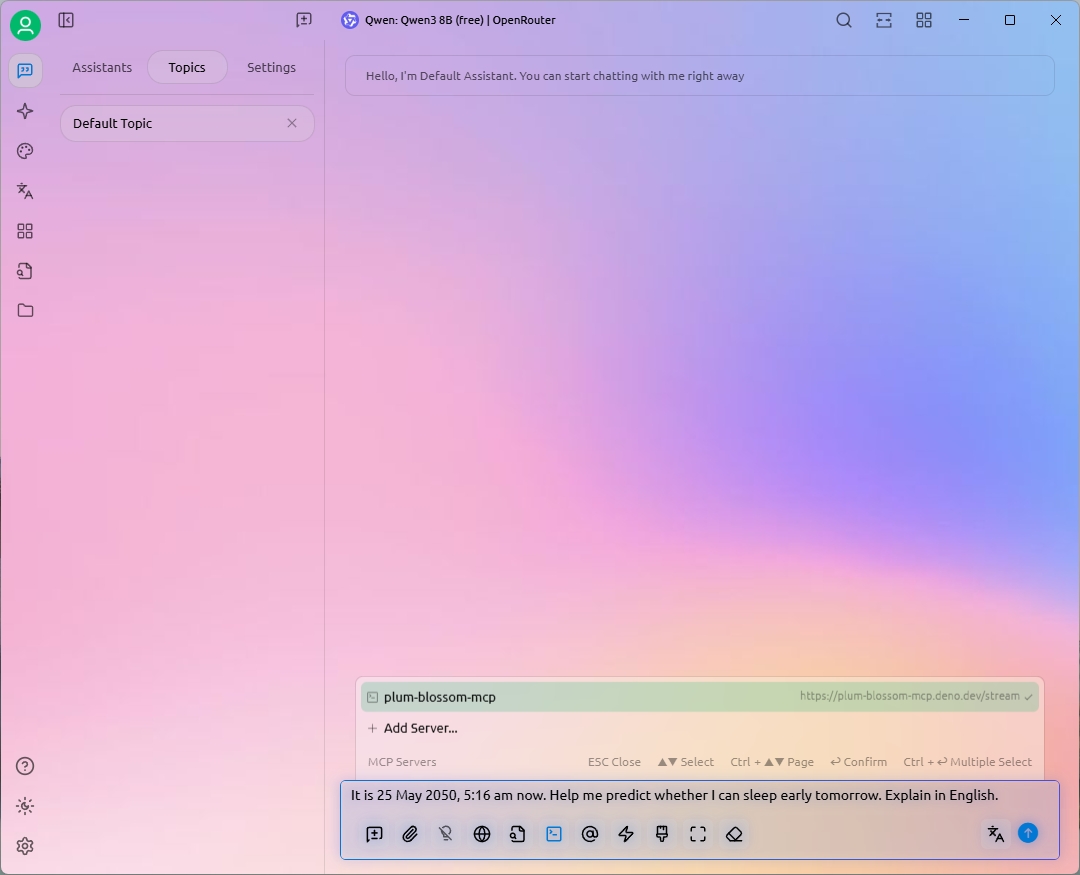 Qwen: Qwen3 8B (free) | OpenRouter
Assistants
Topics
Settings
Default Topic
Hello, I'm Default Assistant. You can start chatting with me right away
plum-blossom-mcp
https://plum-blossom-mcp.deno.dev/stream
Add Server...
MCP Servers
ESC Close
▲▼ Select
Ctrl + ▲▼ Page
↩ Confirm
Ctrl + ↩ Multiple Select
It is 25 May 2050, 5:16 am now. Help me predict whether I can sleep early tomorrow. Explain in English.